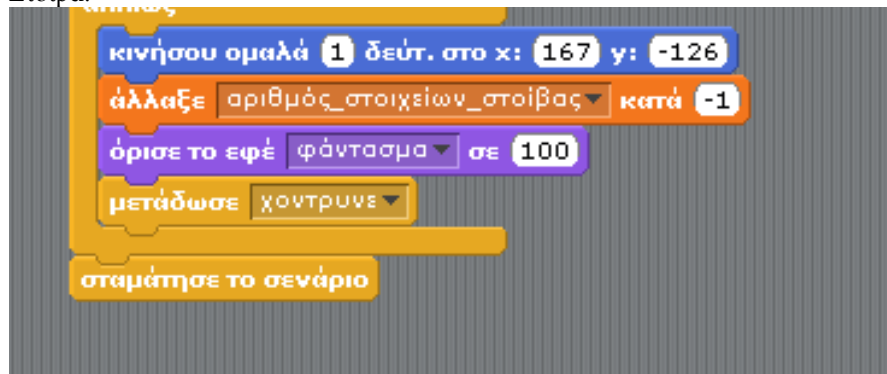 κινήσου ομαλά 1 δεύτ. στο x: 167 y: -126
άλλαξε αριθμός_στοιχείων_στοίβας κατά -1
όρισε το εφέ φάντασμα σε 100
μετάδωσε χοντρυνε
σταμάτησε το σενάριο